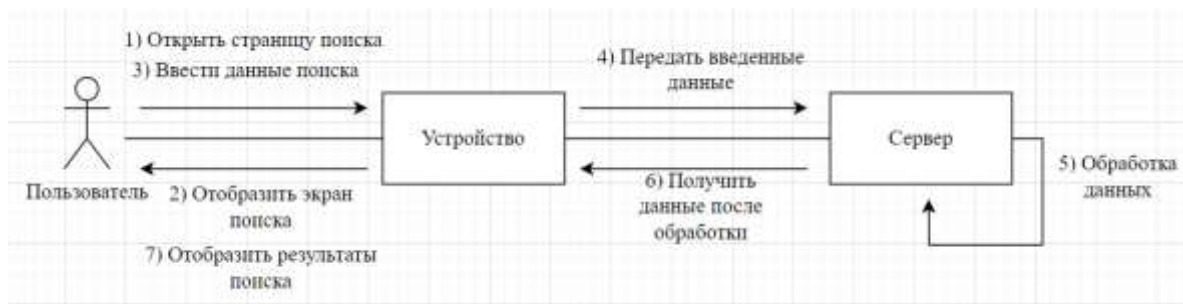 1) Открыть страницу поиска
3) Ввести данные поиска
4) Передать введенные
данные
Устройство
Сервер
5) Обработка
данных
Пользователь
2) Отобразить экран
поиска
6) Получить
данные после
обработки
7) Отобразить результаты
поиска